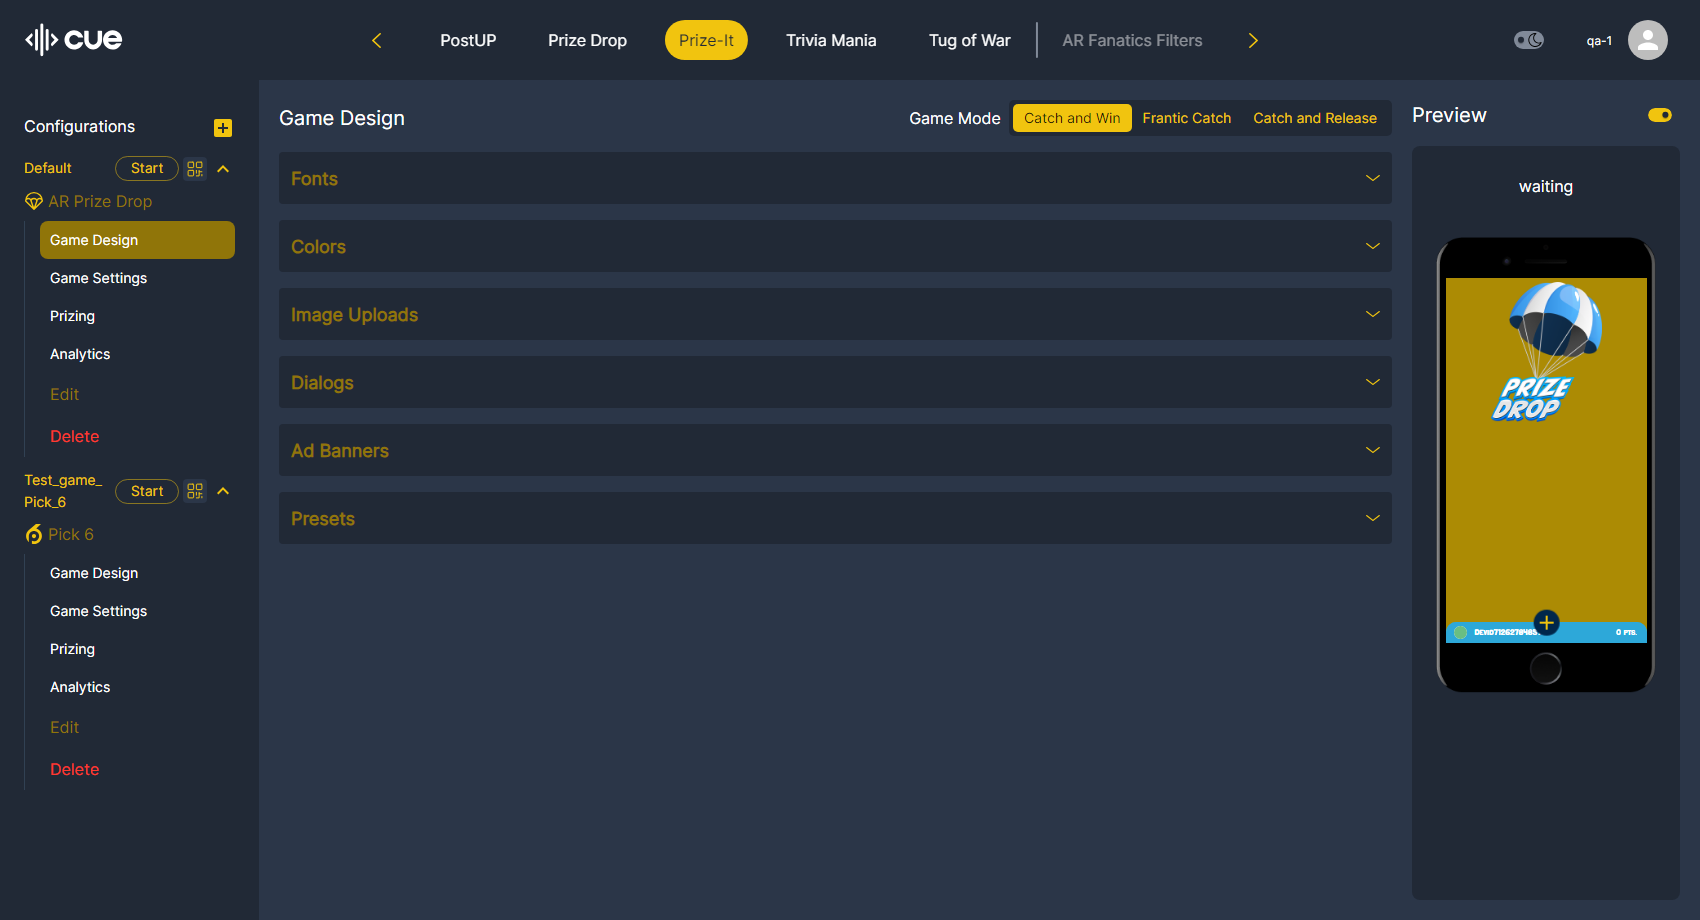 cue
PostUP
Prize Drop
Prize-It
Trivia Mania
Tug of War
AR Fanatics Filters
qa-1
Configurations
Default
Start
AR Prize Drop
Game Design
Game Settings
Prizing
Analytics
Edit
Delete
Test_game_
Pick_6
Start
Pick 6
Game Design
Game Settings
Prizing
Analytics
Edit
Delete
Game Design
Game Mode
Catch and Win
Frantic Catch
Catch and Release
Fonts
Colors
Image Uploads
Dialogs
Ad Banners
Presets
Preview
waiting
PRIZE
DROP
0 PTS.